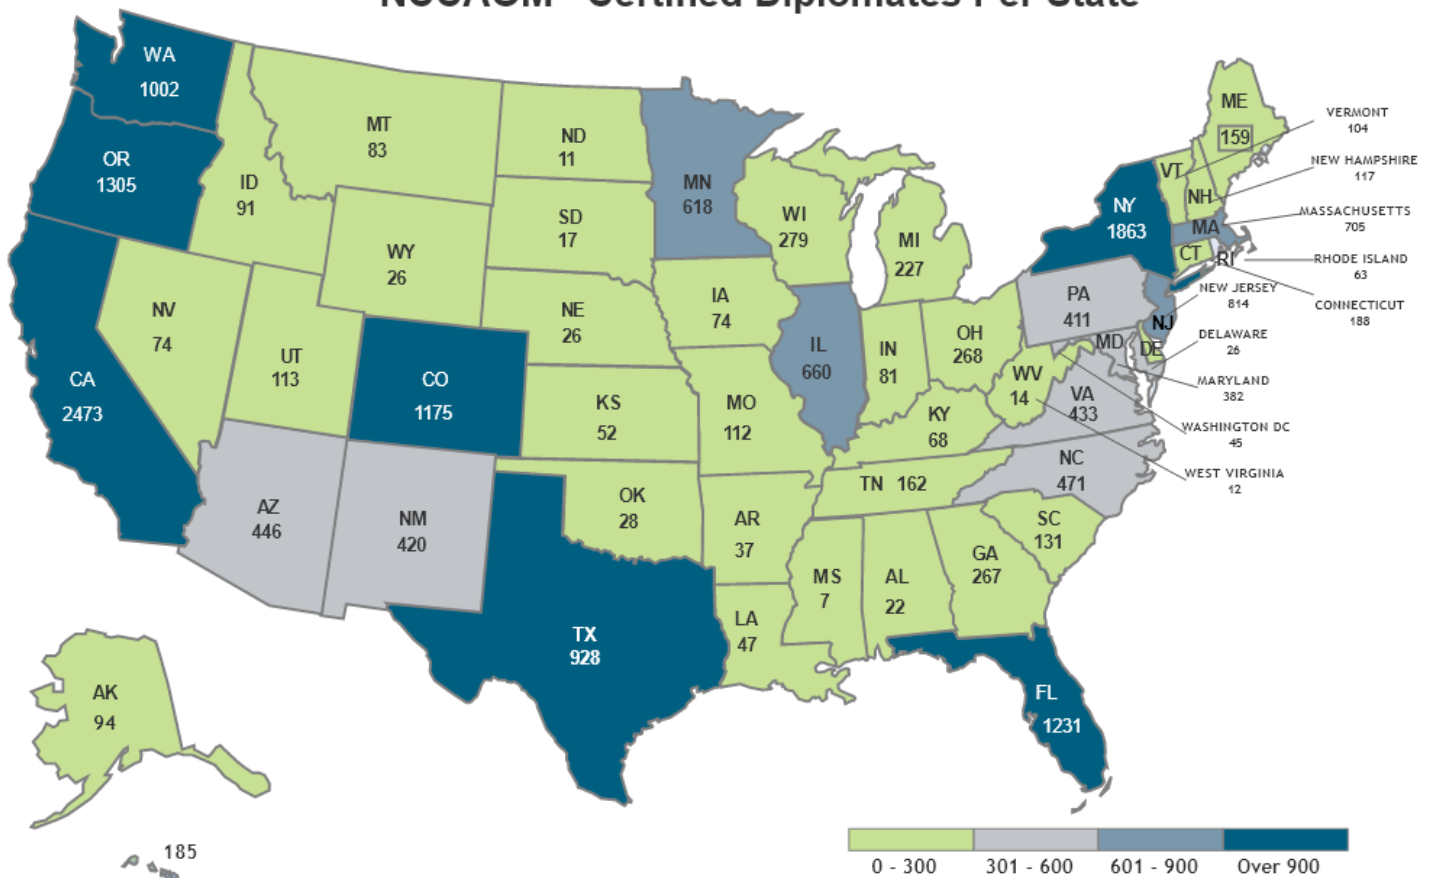 Certified Diplomates Per State
WA
1002
OR
1305
CA
2473
ID
91
NV
74
MT
83
WY
26
UT
113
CO
1175
AZ
446
NM
420
ND
11
SD
17
NE
26
KS
52
OK
28
TX
928
MN
618
IA
74
MO
112
AR
37
LA
47
WI
279
IL
660
MI
227
IN
81
OH
268
KY
68
TN 162
MS
7
AL
22
GA
267
SC
131
NC
471
VA
433
WV
14
PA
411
NY
1863
ME
159
VT
NH
MA
CT
RI
NJ
MD
DE
FL
1231
VERMONT
104
NEW HAMPSHIRE
117
MASSACHUSETTS
705
RHODE ISLAND
63
NEW JERSEY
814
CONNECTICUT
188
DELAWARE
26
MARYLAND
382
WASHINGTON DC
45
WEST VIRGINIA
12
AK
94
185
0 - 300
301 - 600
601 - 900
Over 900